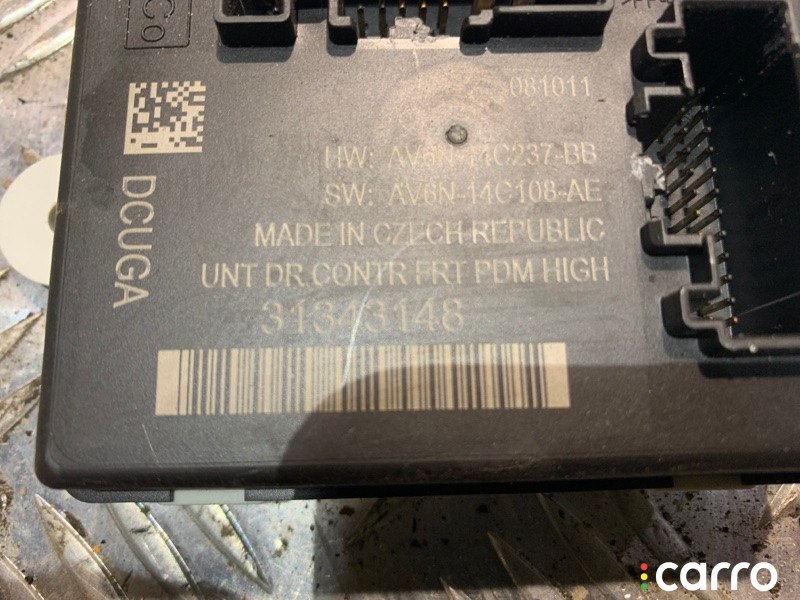 Co
081011
HW: AV6N-14C237-BB
SW: AV6N-14C108-AE
MADE IN CZECH REPUBLIC
UNT DR CONTR FRT PDM HIGH
31343148
DCUGA
carro